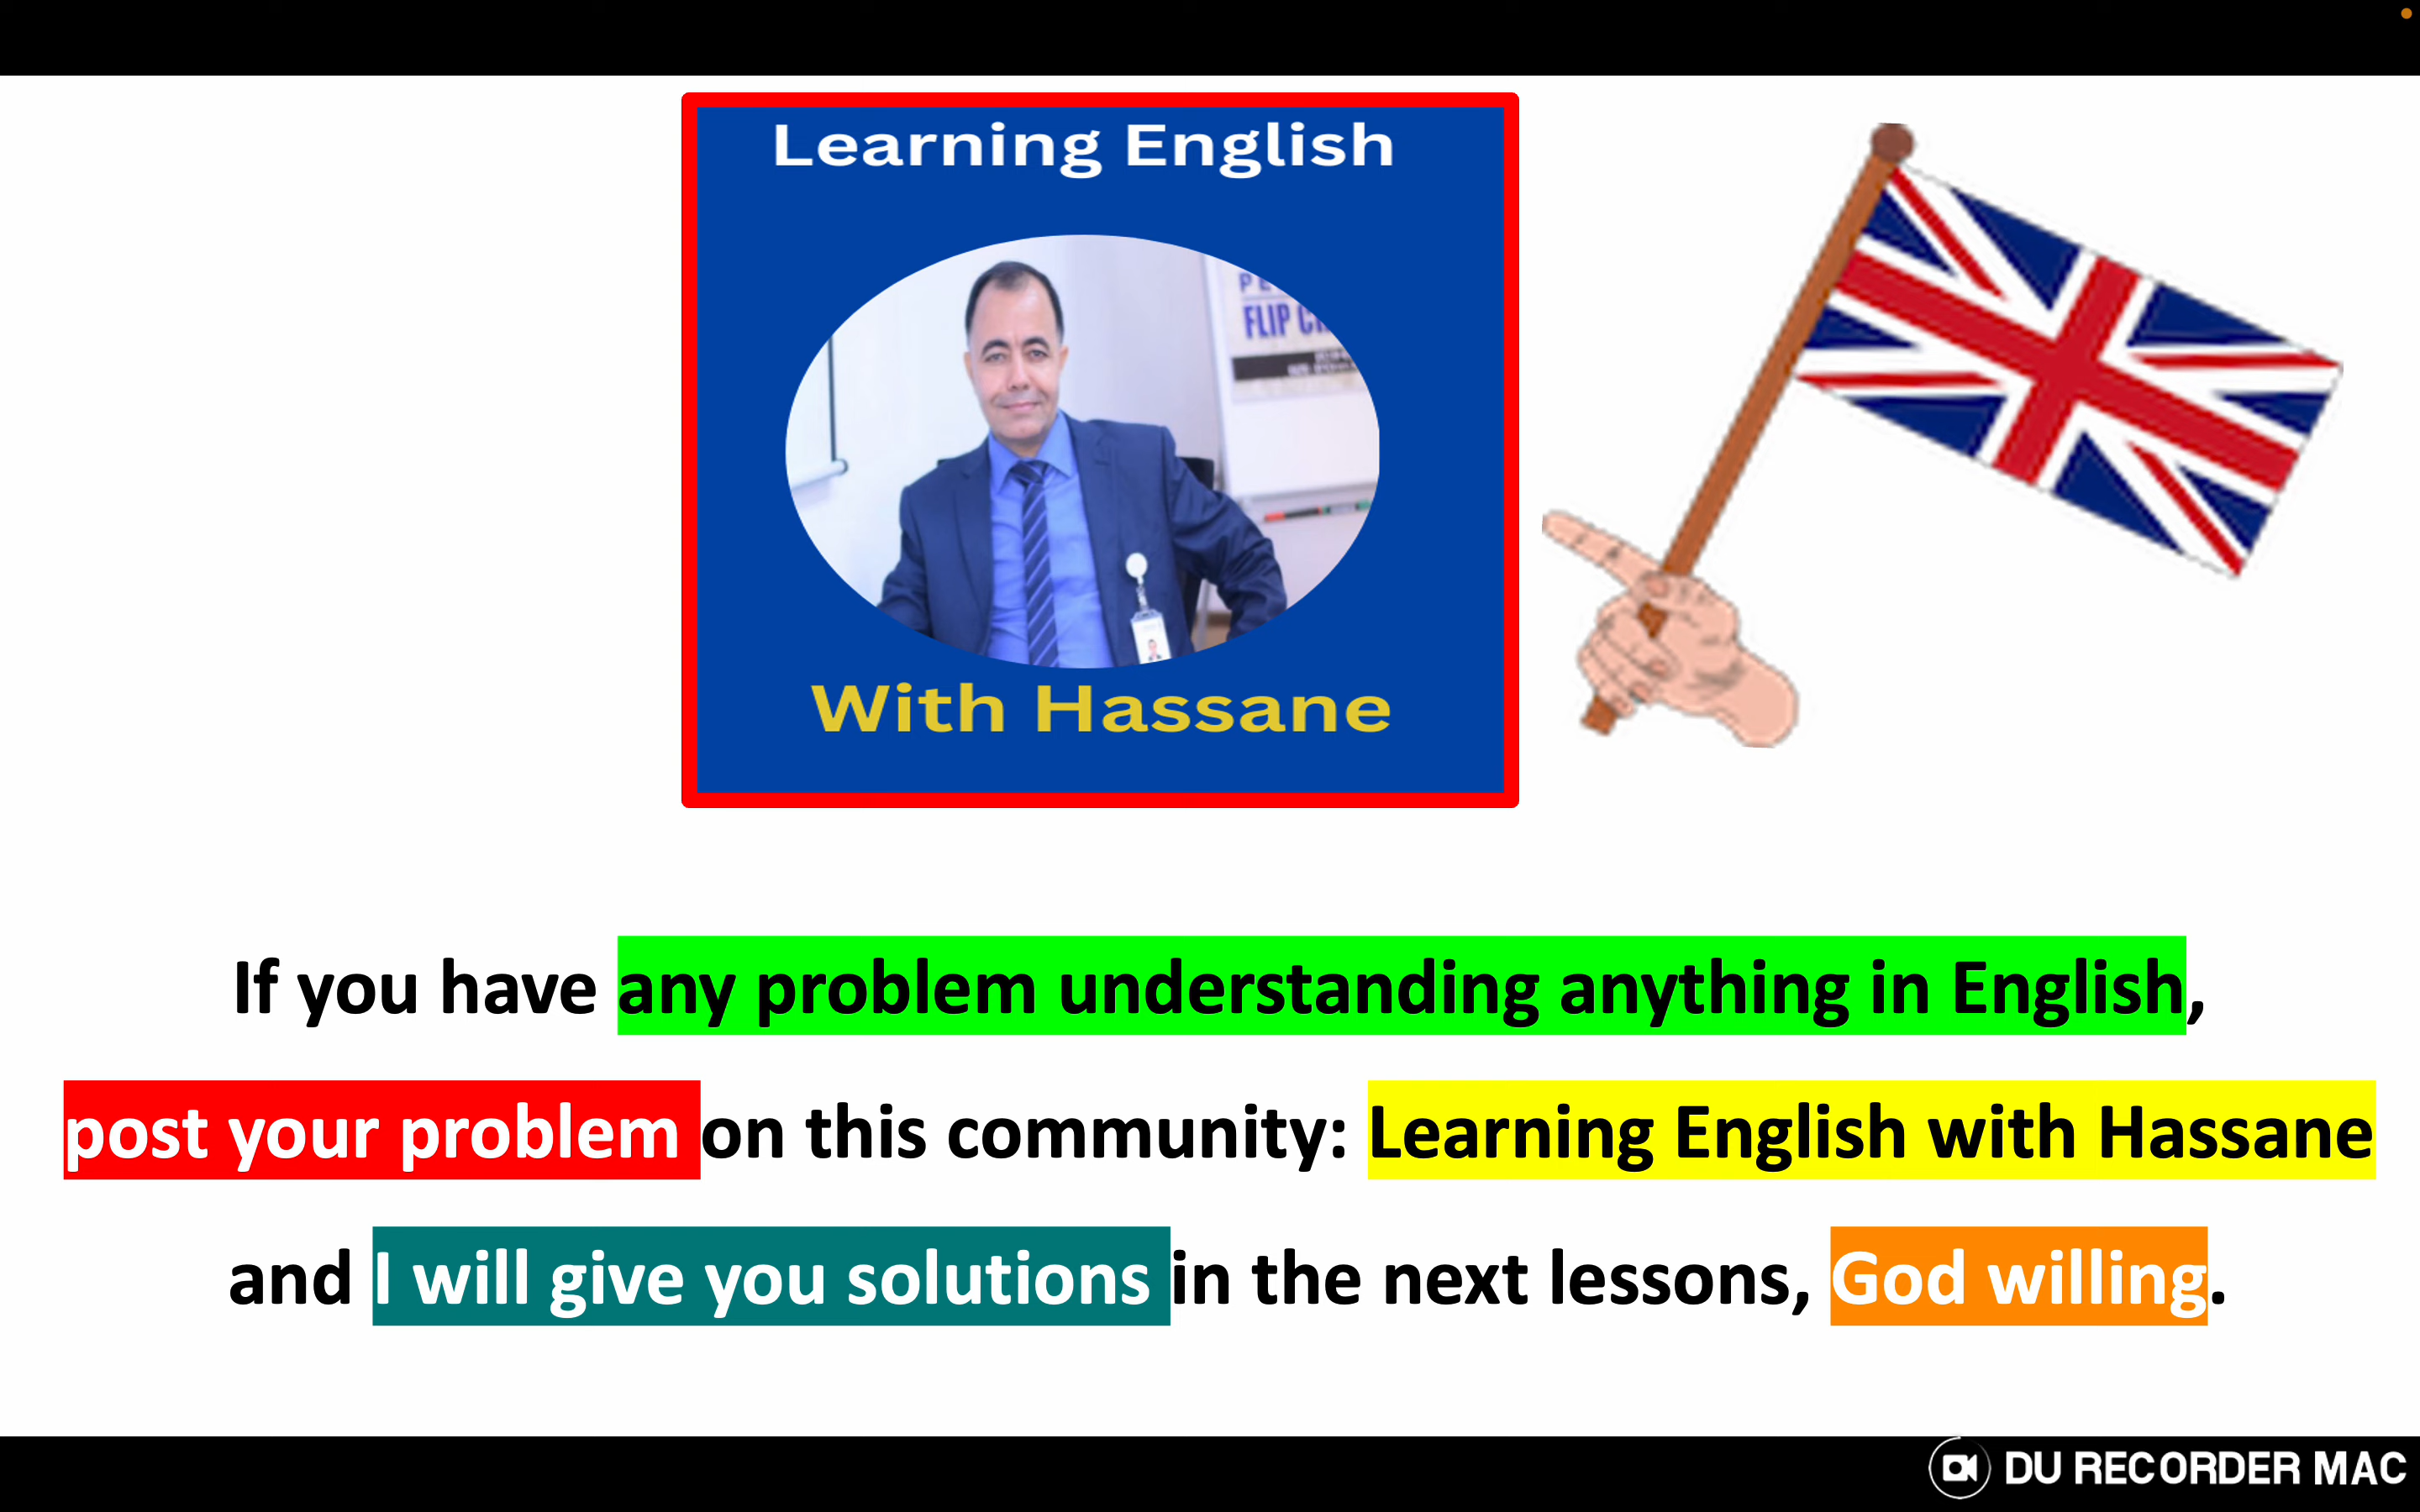 Learning English
FLIP
With Hassane
If you have any problem understanding anything in English,
post your problem on this community: Learning English with Hassane
and I will give you solutions in the next lessons, God willing.
DU RECORDER MAC